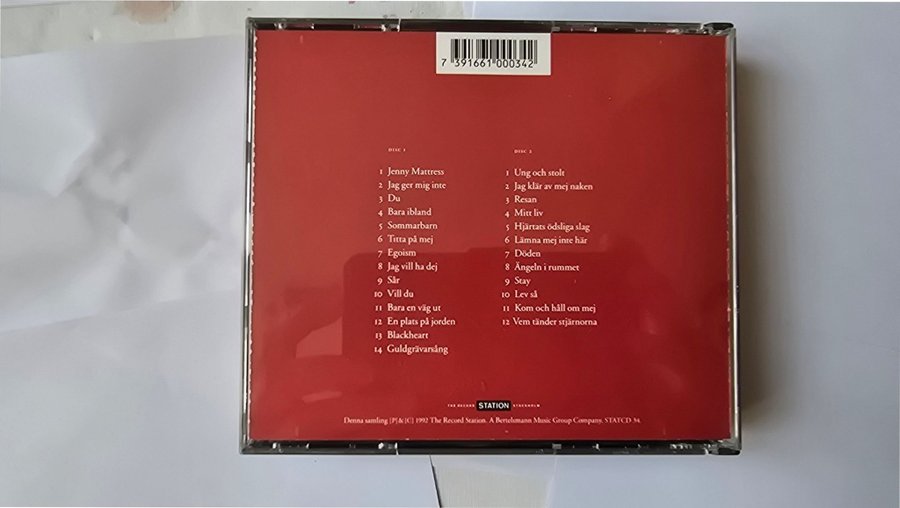 7 391661 000342
DISC 1
1 Jenny Mattress
2 Jag ger mig inte
3 Du
4 Bara ibland
5 Sommarbarn
6 Titta på mej
7 Egoism
8 Jag vill ha dej
9 Sår
10 Vill du
11 Bara en väg ut
12 En plats på jorden
13 Blackheart
14 Guldgrävarsång
DISC 2
1 Ung och stolt
2 Jag klär av mej naken
3 Resan
4 Mitt liv
5 Hjärtats ödsliga slag
6 Lämna mej inte här
7 Döden
8 Ängeln i rummet
9 Stay
10 Lev så
11 Kom och håll om mej
12 Vem tänder stjärnorna
THE RECORD STATION STOCKHOLM
Denna samling [P]&[C] 1992 The Record Station. A Bertelsmann Music Group Company. STATCD 34.